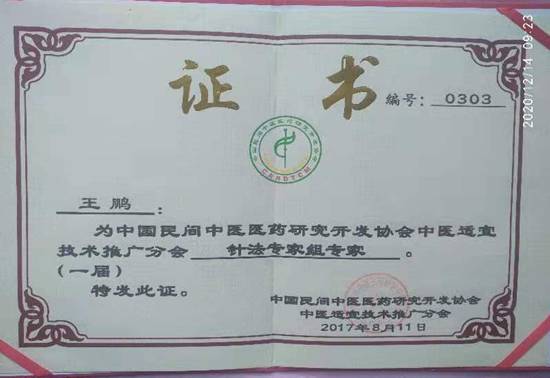 证 书
编号: 0303
2020/12/14 09:23
CRADTCM
王 鹏 :
为中国民间中医医药研究开发协会中医适宜
技术推广分会 针法专家组专家 。
(一届)
特发此证。
中国民间中医医药研究开发协会
中医适宜技术推广分会
2017年8月11日